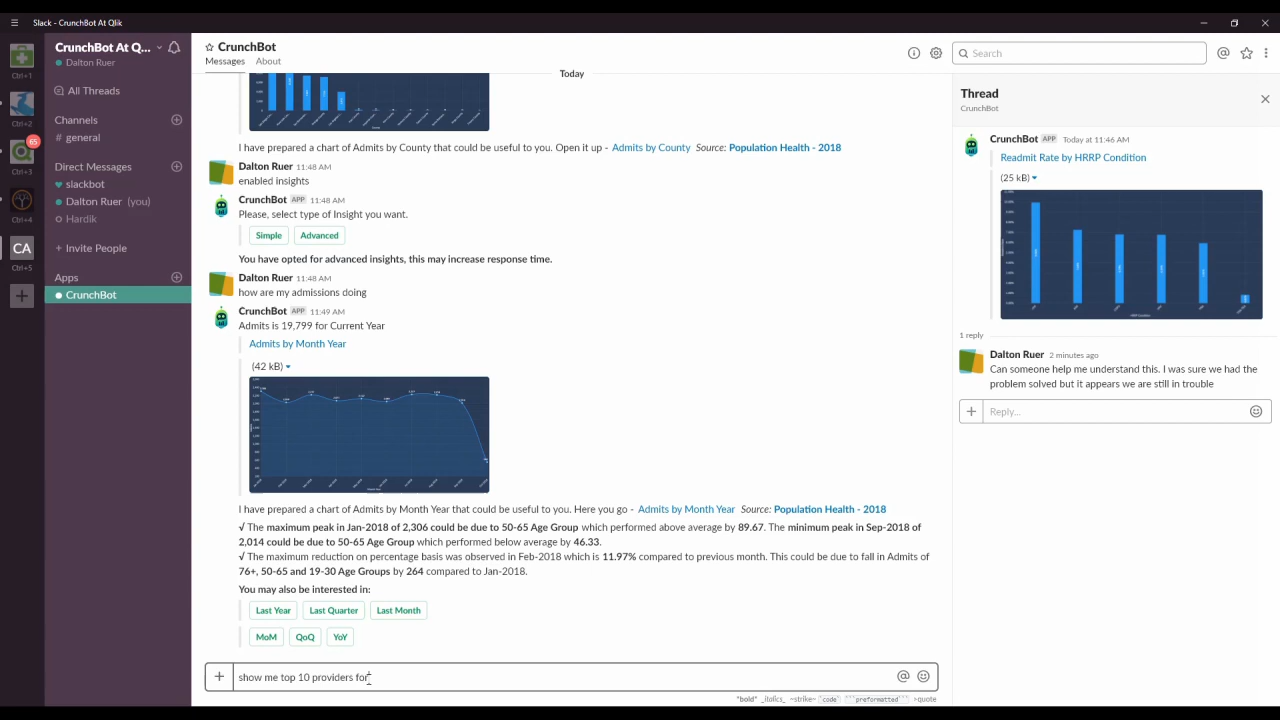 Slack - CrunchBot
CrunchBot At Q...
Dalton Ruer
All Threads
Channels
# general
Direct Messages
slackbot
Dalton Ruer (you)
Hardik
+ Invite People
Apps
CrunchBot
Ctrl+1
Ctrl+2
65
Ctrl+3
Ctrl+4
CA
Ctrl+5
CrunchBot
Messages About
Search
Today
I have prepared a chart of Admits by County that could be useful to you. Open it up - Admits by County Source: Population Health - 2018
Dalton Ruer 11:48 AM
enabled insights
CrunchBot APP 11:48 AM
Please, select type of Insight you want.
Simple Advanced
You have opted for advanced insights, this may increase response time.
Dalton Ruer 11:48 AM
how are my admissions doing
CrunchBot APP 11:49 AM
Admits is 19,799 for Current Year
Admits by Month Year
(42 kB)
I have prepared a chart of Admits by Month Year that could be useful to you. Here you go - Admits by Month Year Source: Population Health - 2018
√ The maximum peak in Jan-2018 of 2,306 could be due to 50-65 Age Group which performed above average by 89.67. The minimum peak in Sep-2018 of
2,014 could be due to 50-65 Age Group which performed below average by 46.33.
√ The maximum reduction on percentage basis was observed in Feb-2018 which is 11.97% compared to previous month. This could be due to fall in Admits of
76+, 50-65 and 19-30 Age Groups by 264 compared to Jan-2018.
You may also be interested in:
Last Year Last Quarter Last Month
MoM QoQ YoY
show me top 10 providers for
*bold* _italics_ ~strike~ `code` ```preformatted``` >quote
Thread
CrunchBot
CrunchBot APP Today at 11:46 AM
Readmit Rate by HRRP Condition
(25 kB)
HRRP Condition
1 reply
Dalton Ruer 2 minutes ago
Can someone help me understand this. I was sure we had the
problem solved but it appears we are still in trouble
Reply...